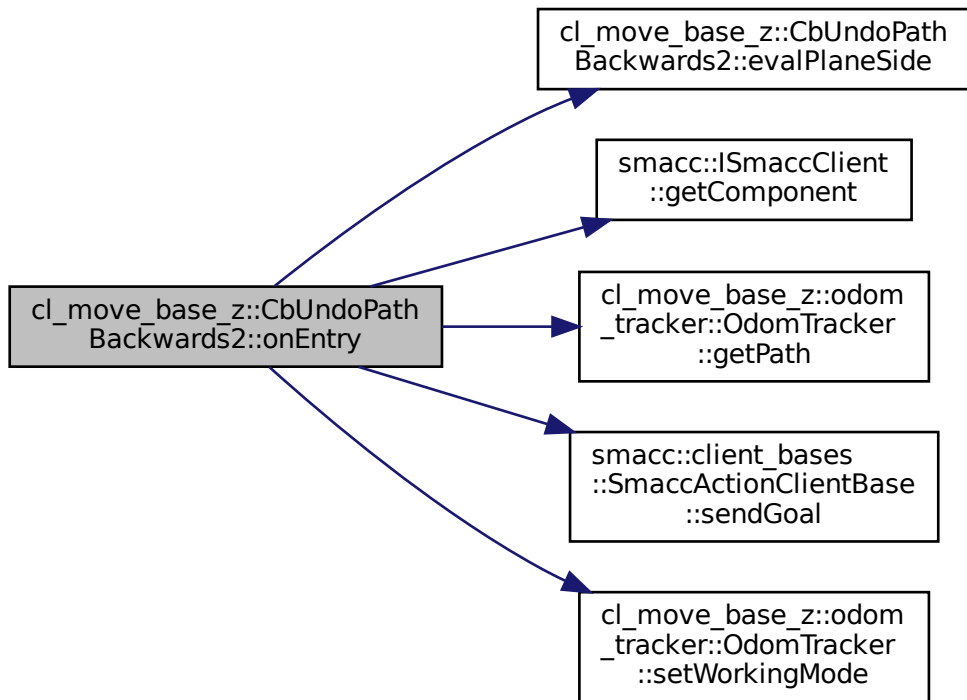 cl_move_base_z::CbUndoPath
Backwards2::onEntry
cl_move_base_z::CbUndoPath
Backwards2::evalPlaneSide
smacc::ISmaccClient
::getComponent
cl_move_base_z::odom
_tracker::OdomTracker
::getPath
smacc::client_bases
::SmaccActionClientBase
::sendGoal
cl_move_base_z::odom
_tracker::OdomTracker
::setWorkingMode